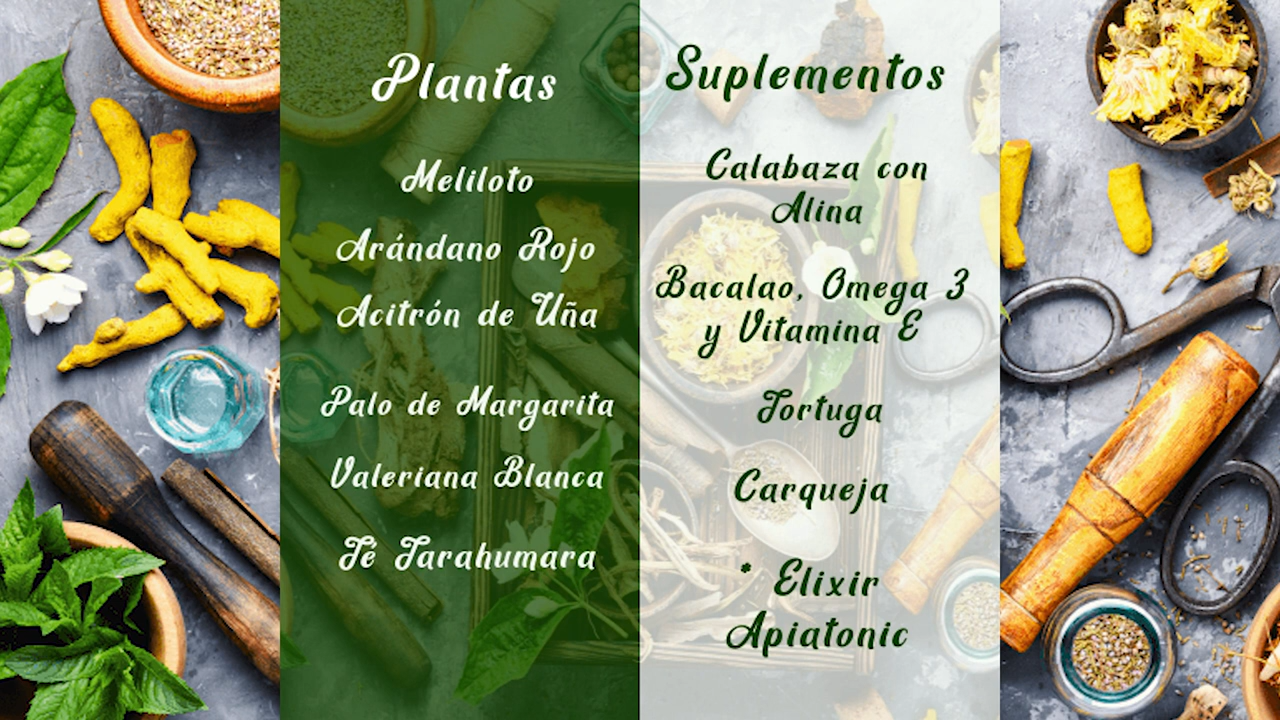 Plantas
Meliloto
Arándano Rojo
Acitrón de Uña
Palo de Margarita
Valeriana Blanca
Té Tarahumara
Suplementos
Calabaza con
Alina
Bacalao, Omega 3
y Vitamina E
Tortuga
Carqueja
* Elixir
Apiatonic